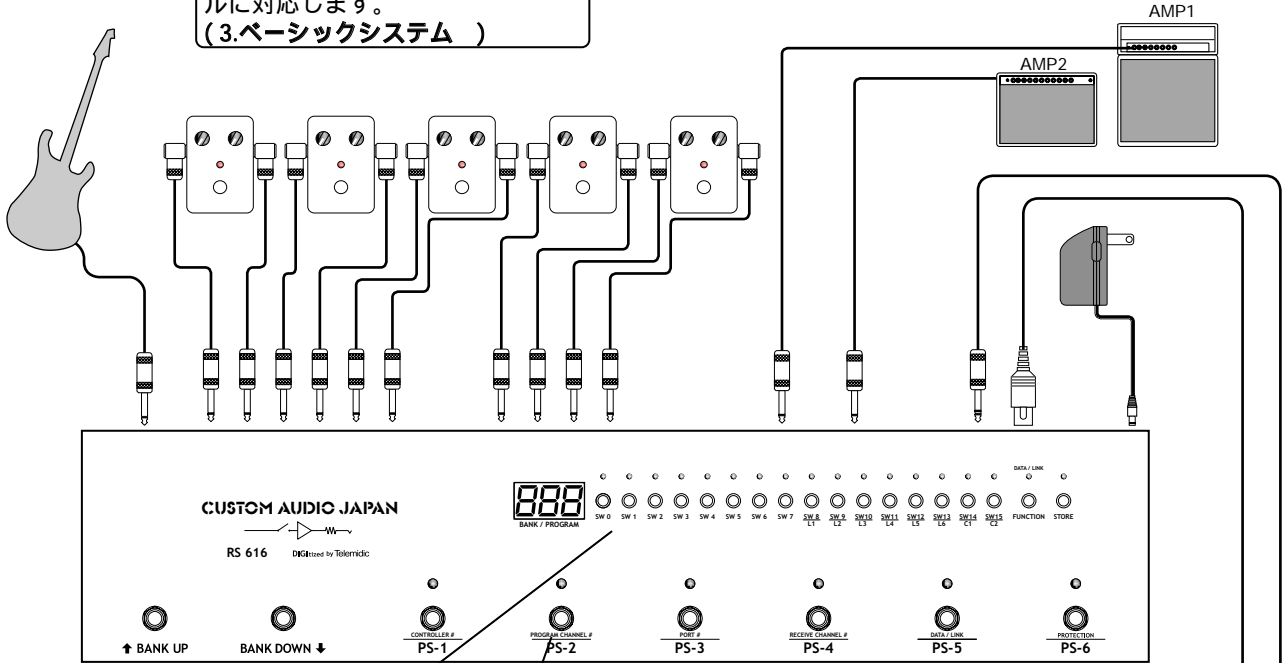 ルに対応します。
(3.ベーシックシステム )
AMP1
AMP2
DATA / LINK
CUSTOM AUDIO JAPAN
RS 616 DIGitized by Telemidic
888
BANK / PROGRAM
SW 0 SW 1 SW 2 SW 3 SW 4 SW 5 SW 6 SW 7 SW 8 SW 9 SW10 SW11 SW12 SW13 SW14 SW15 FUNCTION STORE
L1 L2 L3 L4 L5 L6 C1 C2
↑ BANK UP BANK DOWN ↓
CONTROLLER # PROGRAM CHANNEL # PORT # RECEIVE CHANNEL # DATA / LINK PROTECTION
PS-1 PS-2 PS-3 PS-4 PS-5 PS-6